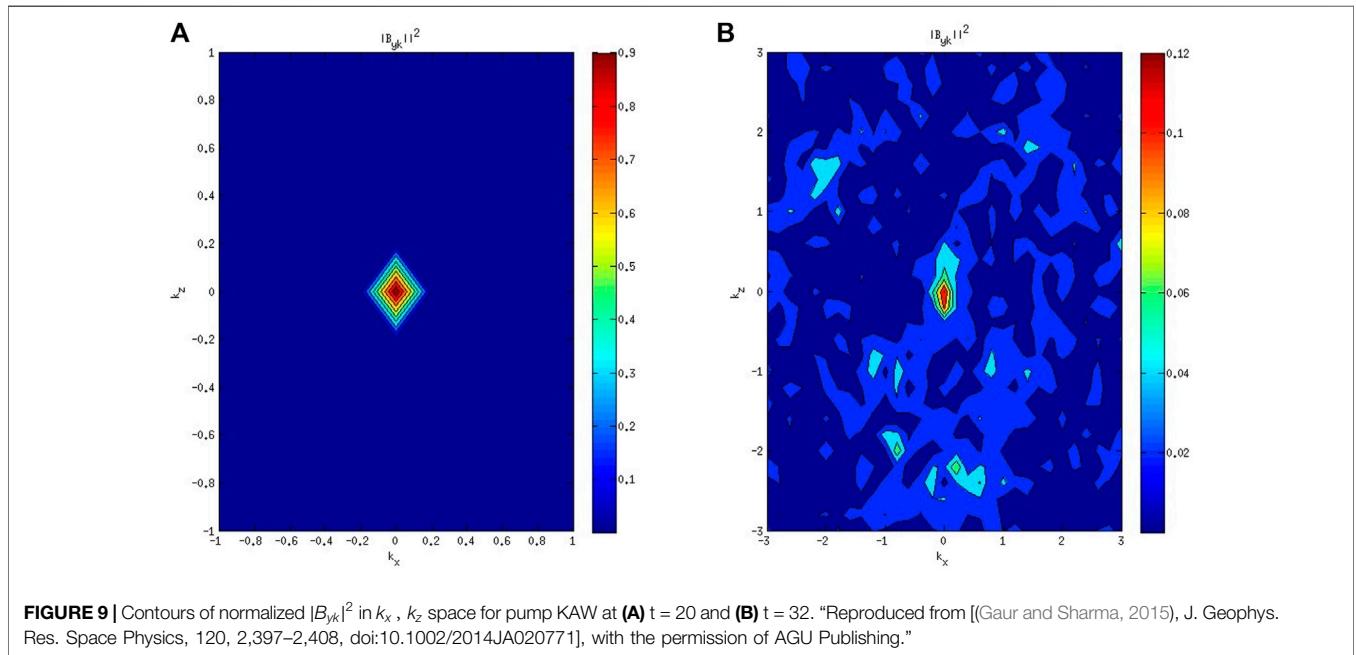 A
|B_yk||^2
1
0.8
0.6
0.4
0.2
0
-0.2
-0.4
-0.6
-0.8
-1
k_z
-1 -0.8 -0.6 -0.4 -0.2 0 0.2 0.4 0.6 0.8 1
k_x
0.9
0.8
0.7
0.6
0.5
0.4
0.3
0.2
0.1
B
|B_yk||^2
3
2
1
0
-1
-2
-3
k_z
-3 -2 -1 0 1 2 3
k_x
0.12
0.1
0.08
0.06
0.04
0.02
FIGURE 9 | Contours of normalized |B_yk|^2 in k_x , k_z space for pump KAW at (A) t = 20 and (B) t = 32. “Reproduced from [(Gaur and Sharma, 2015), J. Geophys.
Res. Space Physics, 120, 2,397–2,408, doi:10.1002/2014JA020771], with the permission of AGU Publishing.”